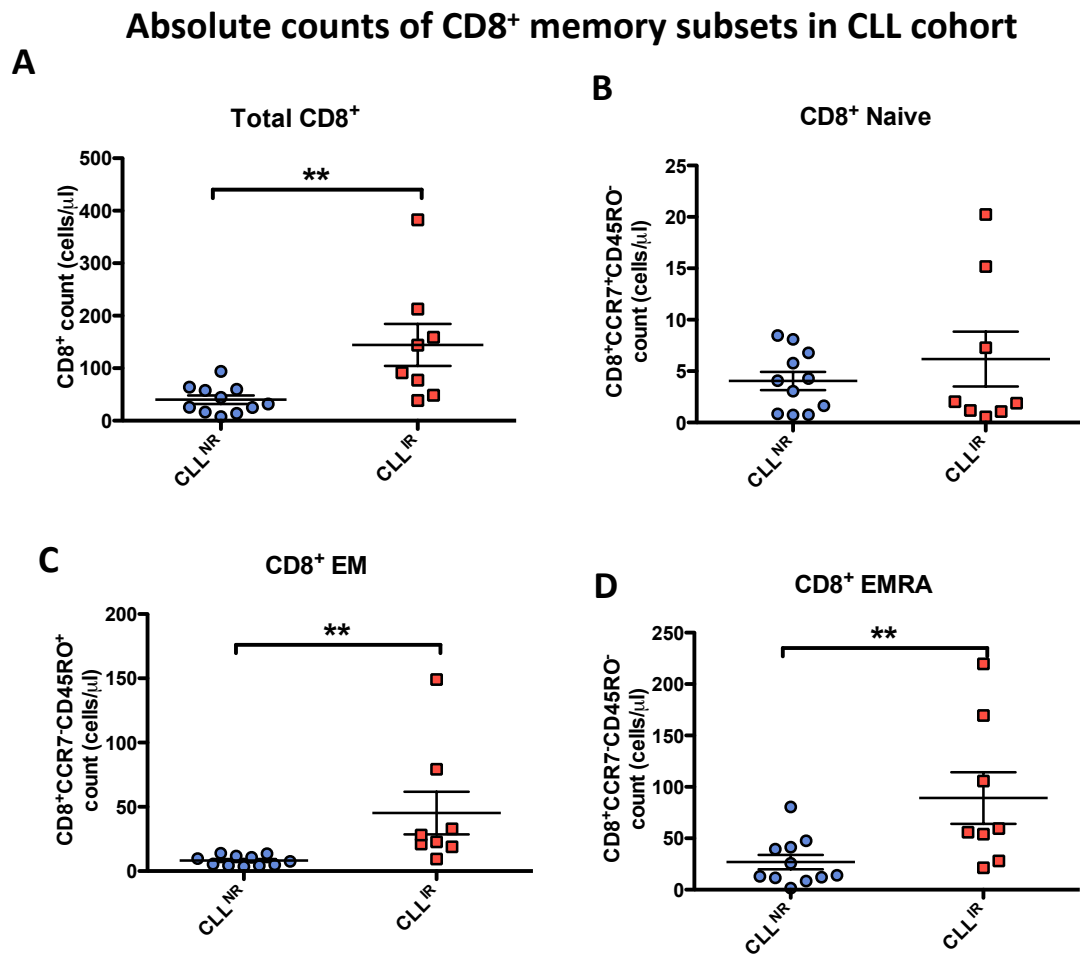 Absolute counts of CD8⁺ memory subsets in CLL cohort
A
Total CD8⁺
CD8⁺ count (cells/μl)
500
400
300
200
100
0
**
CLL^NR
CLL^IR
B
CD8⁺ Naive
CD8⁺CCR7⁺CD45RO⁻
count (cells/μl)
25
20
15
10
5
0
CLL^NR
CLL^IR
C
CD8⁺ EM
CD8⁺CCR7⁻CD45RO⁺
count (cells/μl)
200
150
100
50
0
**
CLL^NR
CLL^IR
D
CD8⁺ EMRA
CD8⁺CCR7⁻CD45RO⁻
count (cells/μl)
250
200
150
100
50
0
**
CLL^NR
CLL^IR